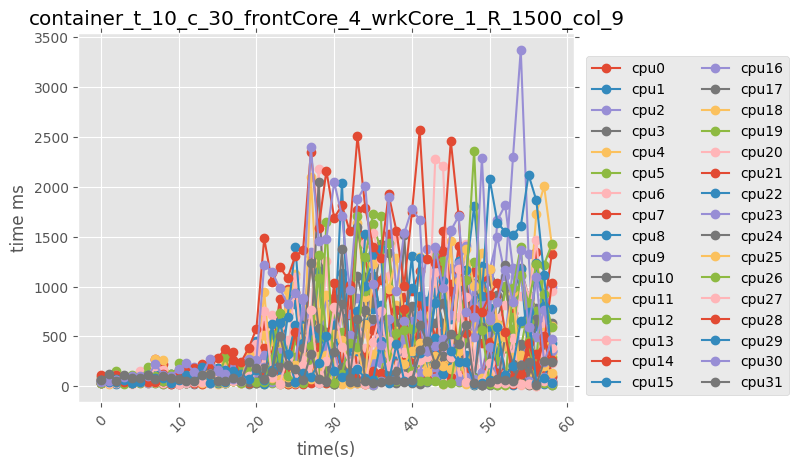 container_t_10_c_30_frontCore_4_wrkCore_1_R_1500_col_9
3500
3000
2500
2000
1500
1000
500
0
time ms
0
10
20
30
40
50
60
time(s)
cpu0
cpu1
cpu2
cpu3
cpu4
cpu5
cpu6
cpu7
cpu8
cpu9
cpu10
cpu11
cpu12
cpu13
cpu14
cpu15
cpu16
cpu17
cpu18
cpu19
cpu20
cpu21
cpu22
cpu23
cpu24
cpu25
cpu26
cpu27
cpu28
cpu29
cpu30
cpu31